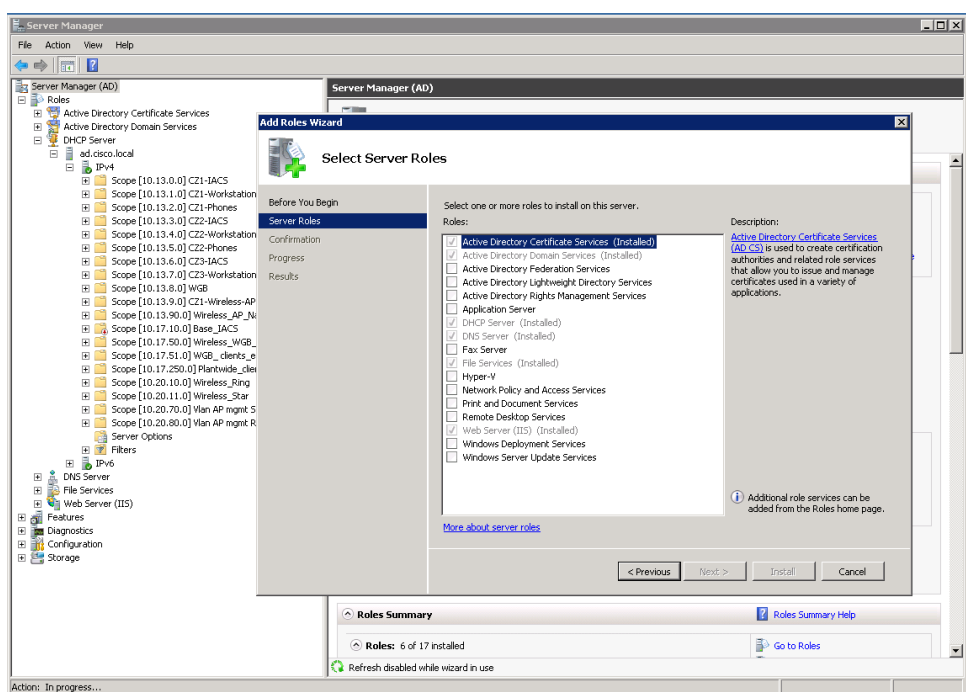 Server Manager
File Action View Help
Server Manager (AD)
Roles
Active Directory Certificate Services
Active Directory Domain Services
DHCP Server
ad.cisco.local
IPv4
Scope [10.13.0.0] CZ1-IACS
Scope [10.13.1.0] CZ1-Workstation
Scope [10.13.2.0] CZ1-Phones
Scope [10.13.3.0] CZ2-IACS
Scope [10.13.4.0] CZ2-Workstation
Scope [10.13.5.0] CZ2-Phones
Scope [10.13.6.0] CZ3-IACS
Scope [10.13.7.0] CZ3-Workstation
Scope [10.13.8.0] WGB
Scope [10.13.9.0] CZ1-Wireless-AP
Scope [10.13.90.0] Wireless_AP_Na
Scope [10.17.10.0] Base_IACS
Scope [10.17.50.0] Wireless_WGB_
Scope [10.17.51.0] WGB_ clients_e
Scope [10.17.250.0] Plantwide_clie
Scope [10.20.10.0] Wireless_Ring
Scope [10.20.11.0] Wireless_Star
Scope [10.20.70.0] Vlan AP mgmt S
Scope [10.20.80.0] Vlan AP mgmt R
Server Options
Filters
IPv6
DNS Server
File Services
Web Server (IIS)
Features
Diagnostics
Configuration
Storage
Server Manager (AD)
Add Roles Wizard
Select Server Roles
Before You Begin
Server Roles
Confirmation
Progress
Results
Select one or more roles to install on this server.
Roles:
Active Directory Certificate Services (Installed)
Active Directory Domain Services (Installed)
Active Directory Federation Services
Active Directory Lightweight Directory Services
Active Directory Rights Management Services
Application Server
DHCP Server (Installed)
DNS Server (Installed)
Fax Server
File Services (Installed)
Hyper-V
Network Policy and Access Services
Print and Document Services
Remote Desktop Services
Web Server (IIS) (Installed)
Windows Deployment Services
Windows Server Update Services
More about server roles
Description:
Active Directory Certificate Services
(AD CS) is used to create certification
authorities and related role services
that allow you to issue and manage
certificates used in a variety of
applications.
Additional role services can be
added from the Roles home page.
< Previous
Next >
Install
Cancel
Roles Summary
Roles Summary Help
Roles: 6 of 17 installed
Go to Roles
Refresh disabled while wizard in use
Action: In progress...